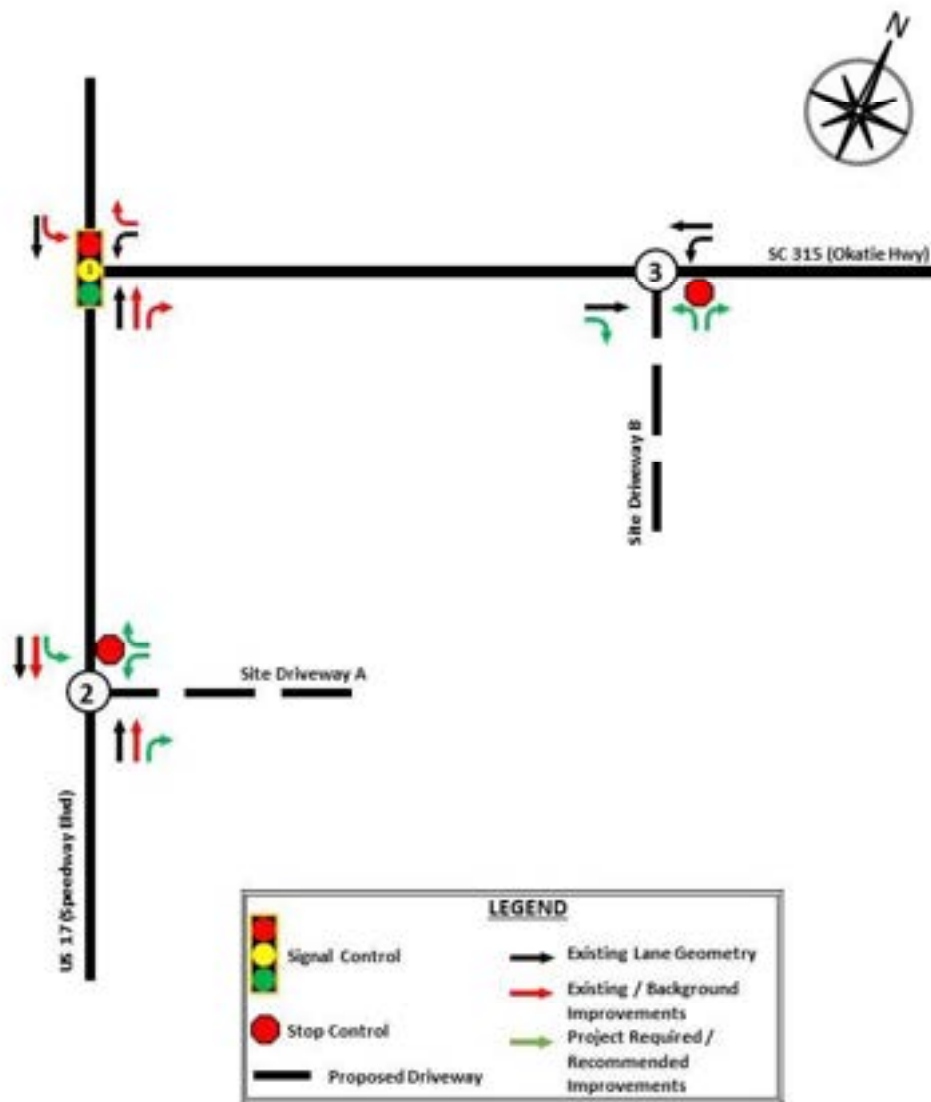 N
1
3
SC 315 (Okatie Hwy)
Site Driveway B
Site Driveway A
2
US 17 (Speedway Blvd)
LEGEND
Signal Control
Existing Lane Geometry
Existing / Background
Improvements
Stop Control
Project Required /
Recommended
Improvements
Proposed Driveway